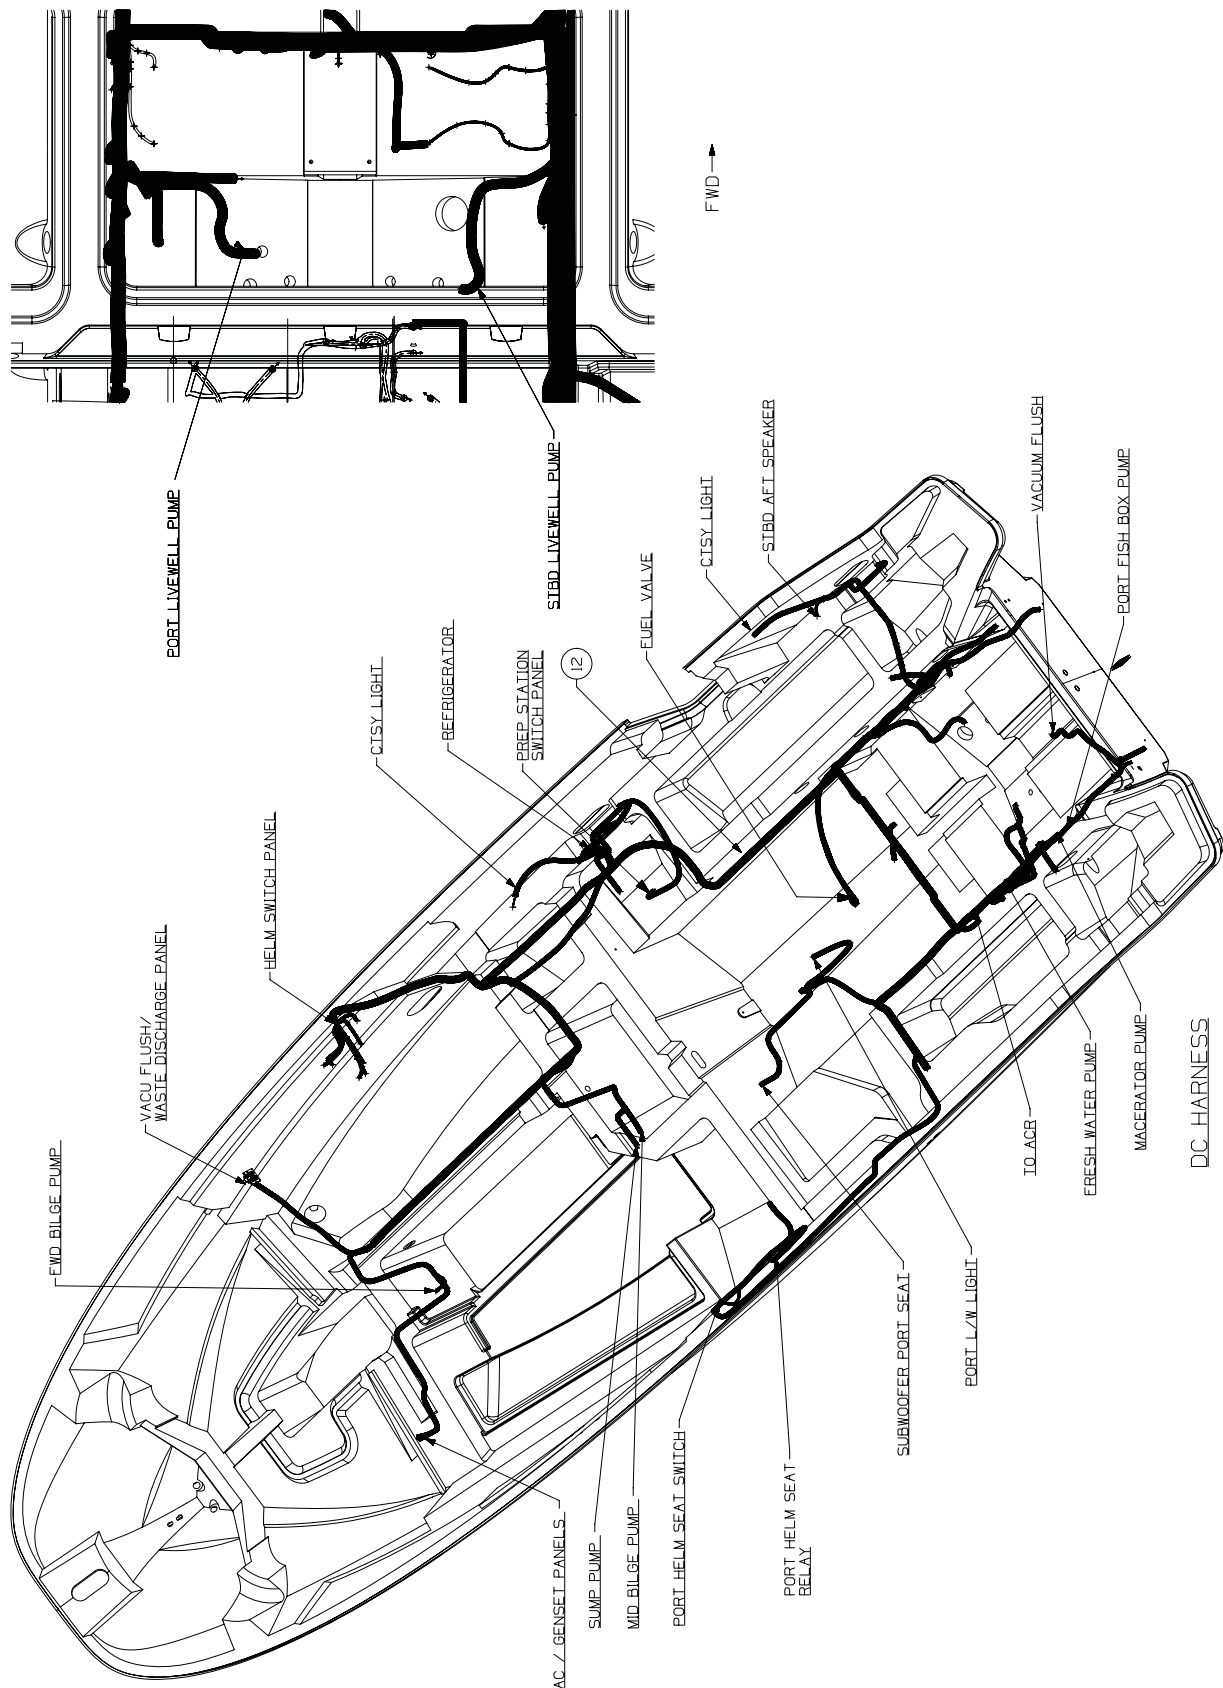 FWD
PORT LIVEWELL PUMP
STBD LIVEWELL PUMP
CTSY LIGHT
STBD AFT SPEAKER
VACUUM FLUSH
PORT FISH BOX PUMP
FUEL VALVE
12
PREP STATION
SWITCH PANEL
REFRIGERATOR
CTSY LIGHT
HELM SWITCH PANEL
VACU FLUSH/
WASTE DISCHARGE PANEL
FWD BILGE PUMP
AC / GENSET PANELS
SUMP PUMP
MID BILGE PUMP
PORT HELM SEAT SWITCH
PORT HELM SEAT
RELAY
SUBWOOFER PORT SEAT
PORT L/W LIGHT
TO ACR
FRESH WATER PUMP
MACERATOR PUMP
DC HARNESS